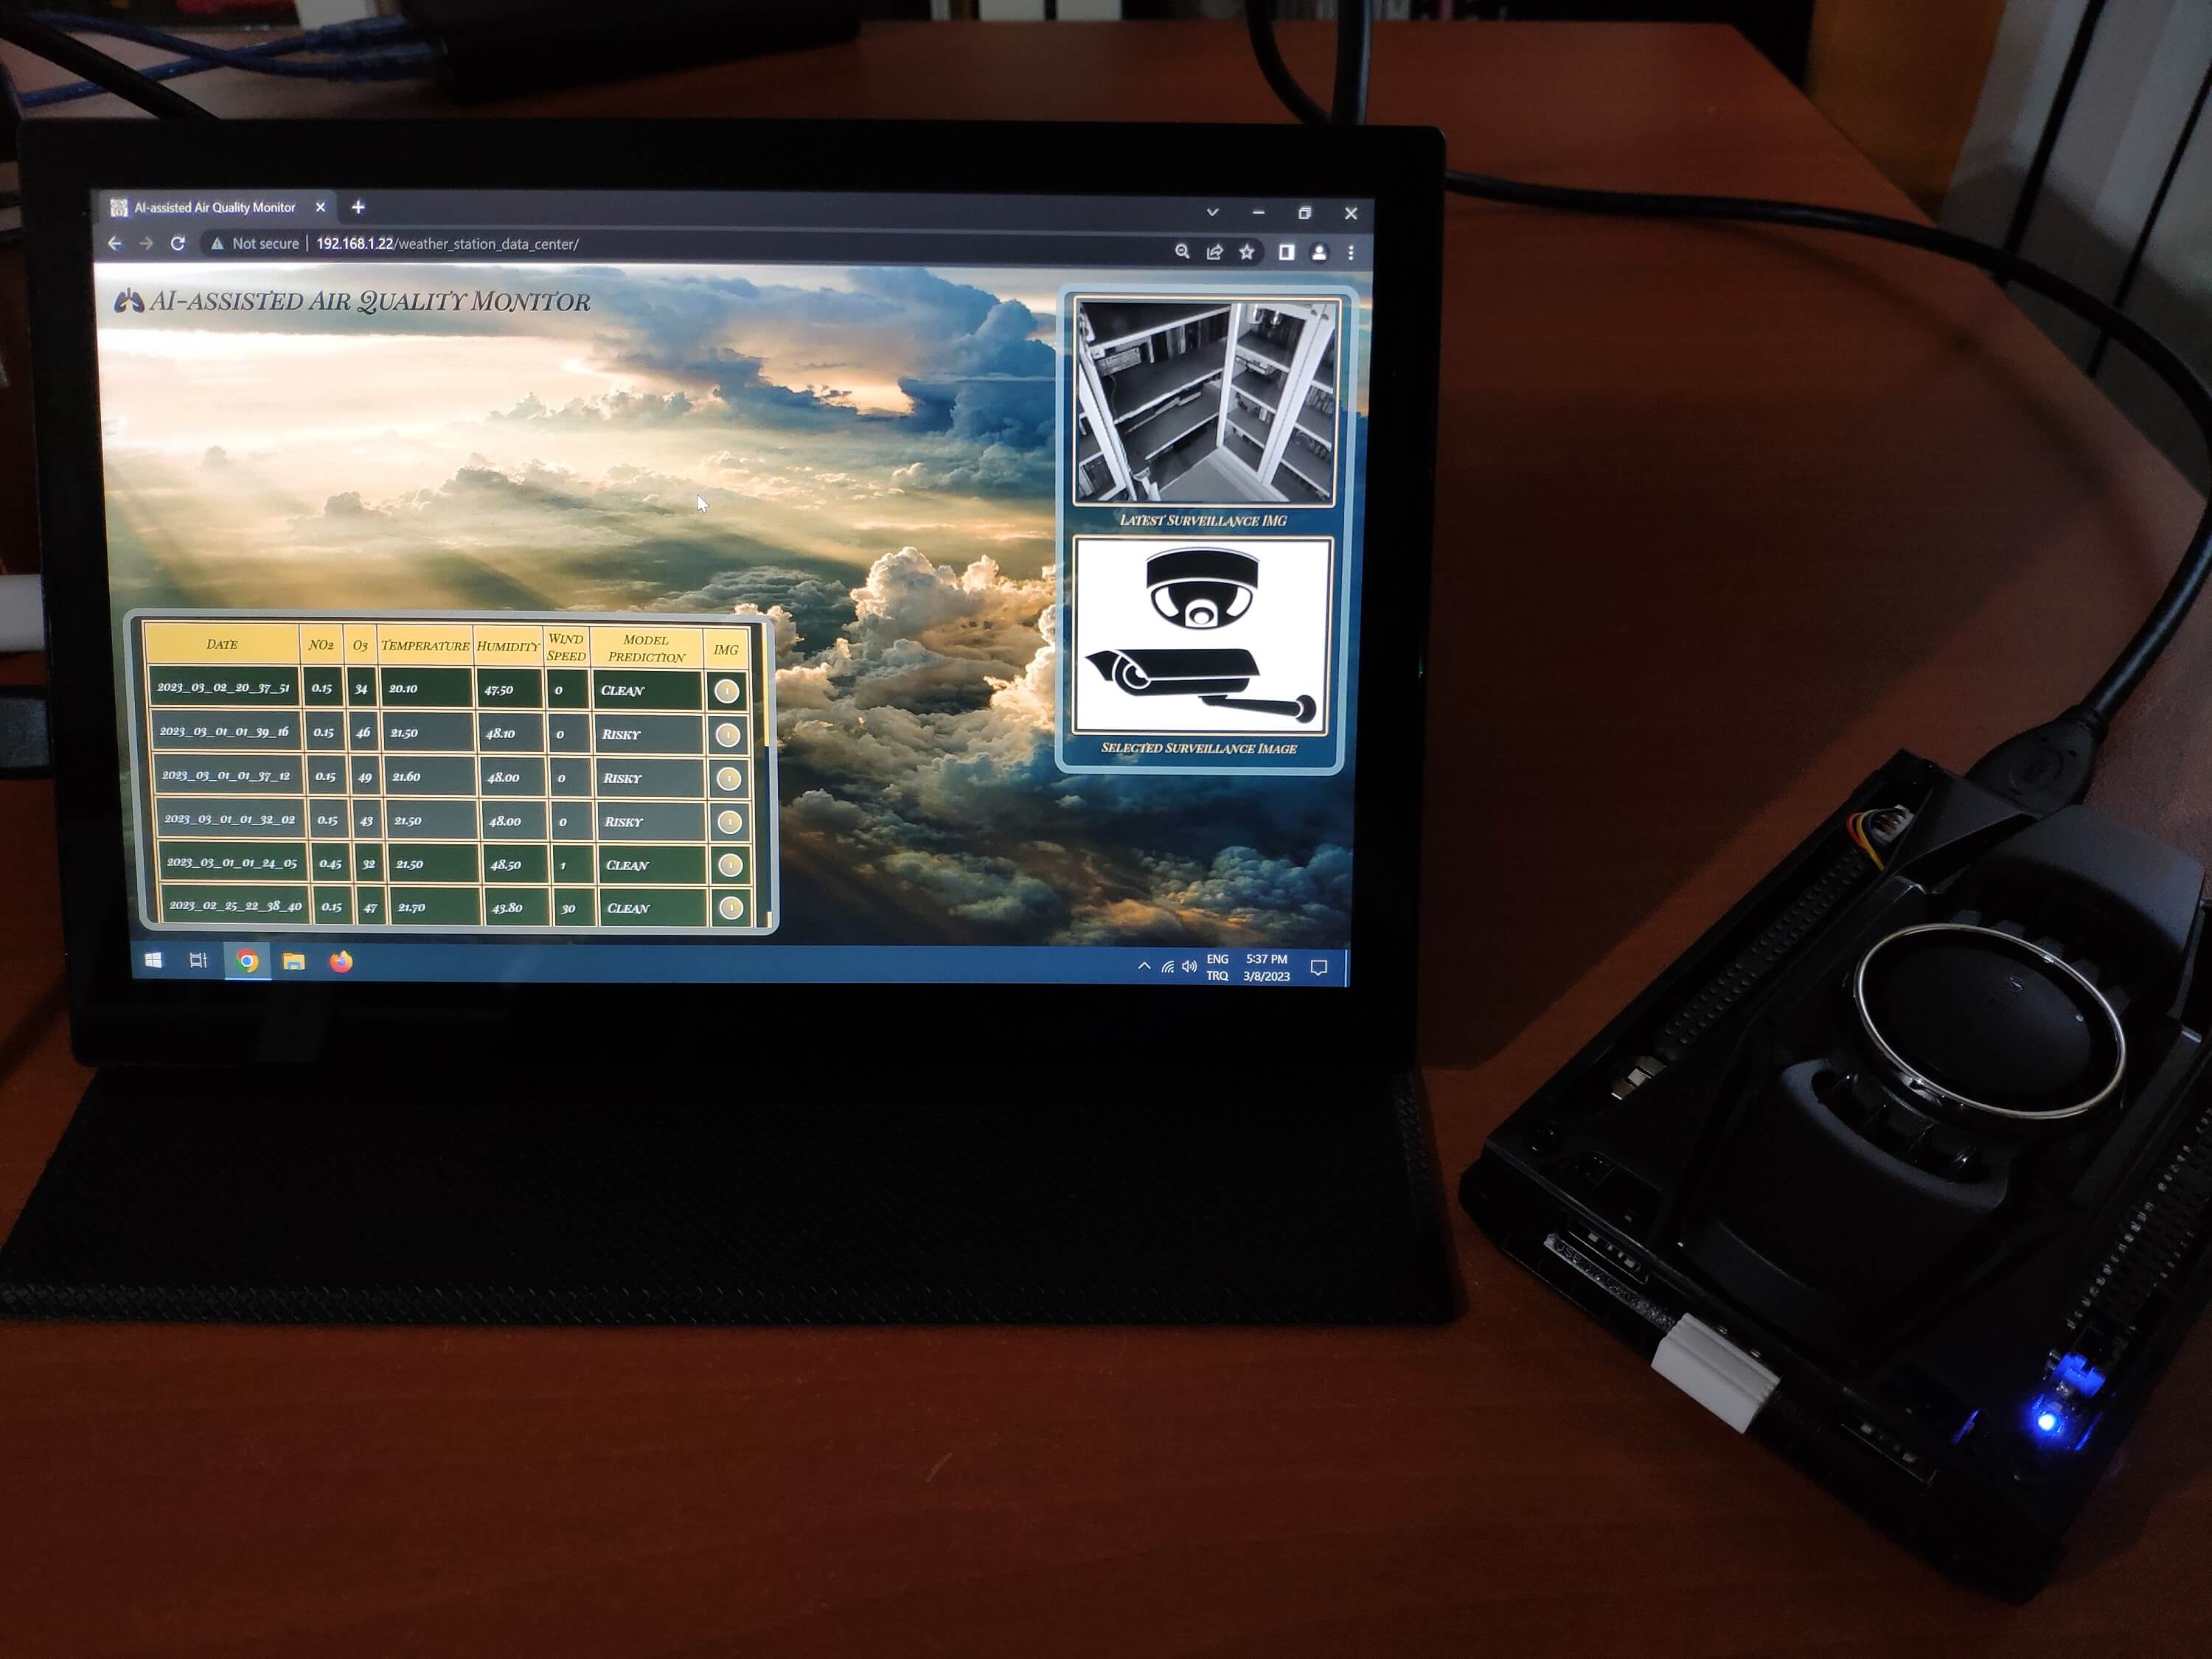 AI-assisted Air Quality Monitor
Not secure | 192.168.1.22/weather_station_data_center/
AI-assisted Air Quality Monitor
Latest Surveillance IMG
Selected Surveillance Image
Date NO2 O3 Temperature Humidity Wind Speed Model Prediction IMG
2023_03_02_20_37_51 0.15 34 20.10 47.50 0 Clean
2023_03_01_01_39_16 0.15 46 21.50 48.10 0 Risky
2023_03_01_01_37_12 0.15 49 21.60 48.00 0 Risky
2023_03_01_01_32_02 0.15 43 21.50 48.00 0 Risky
2023_03_01_01_24_05 0.45 32 21.50 48.50 1 Clean
2023_02_25_22_38_40 0.15 47 21.70 43.80 30 Clean
ENG 5:37 PM
TRQ 3/8/2023